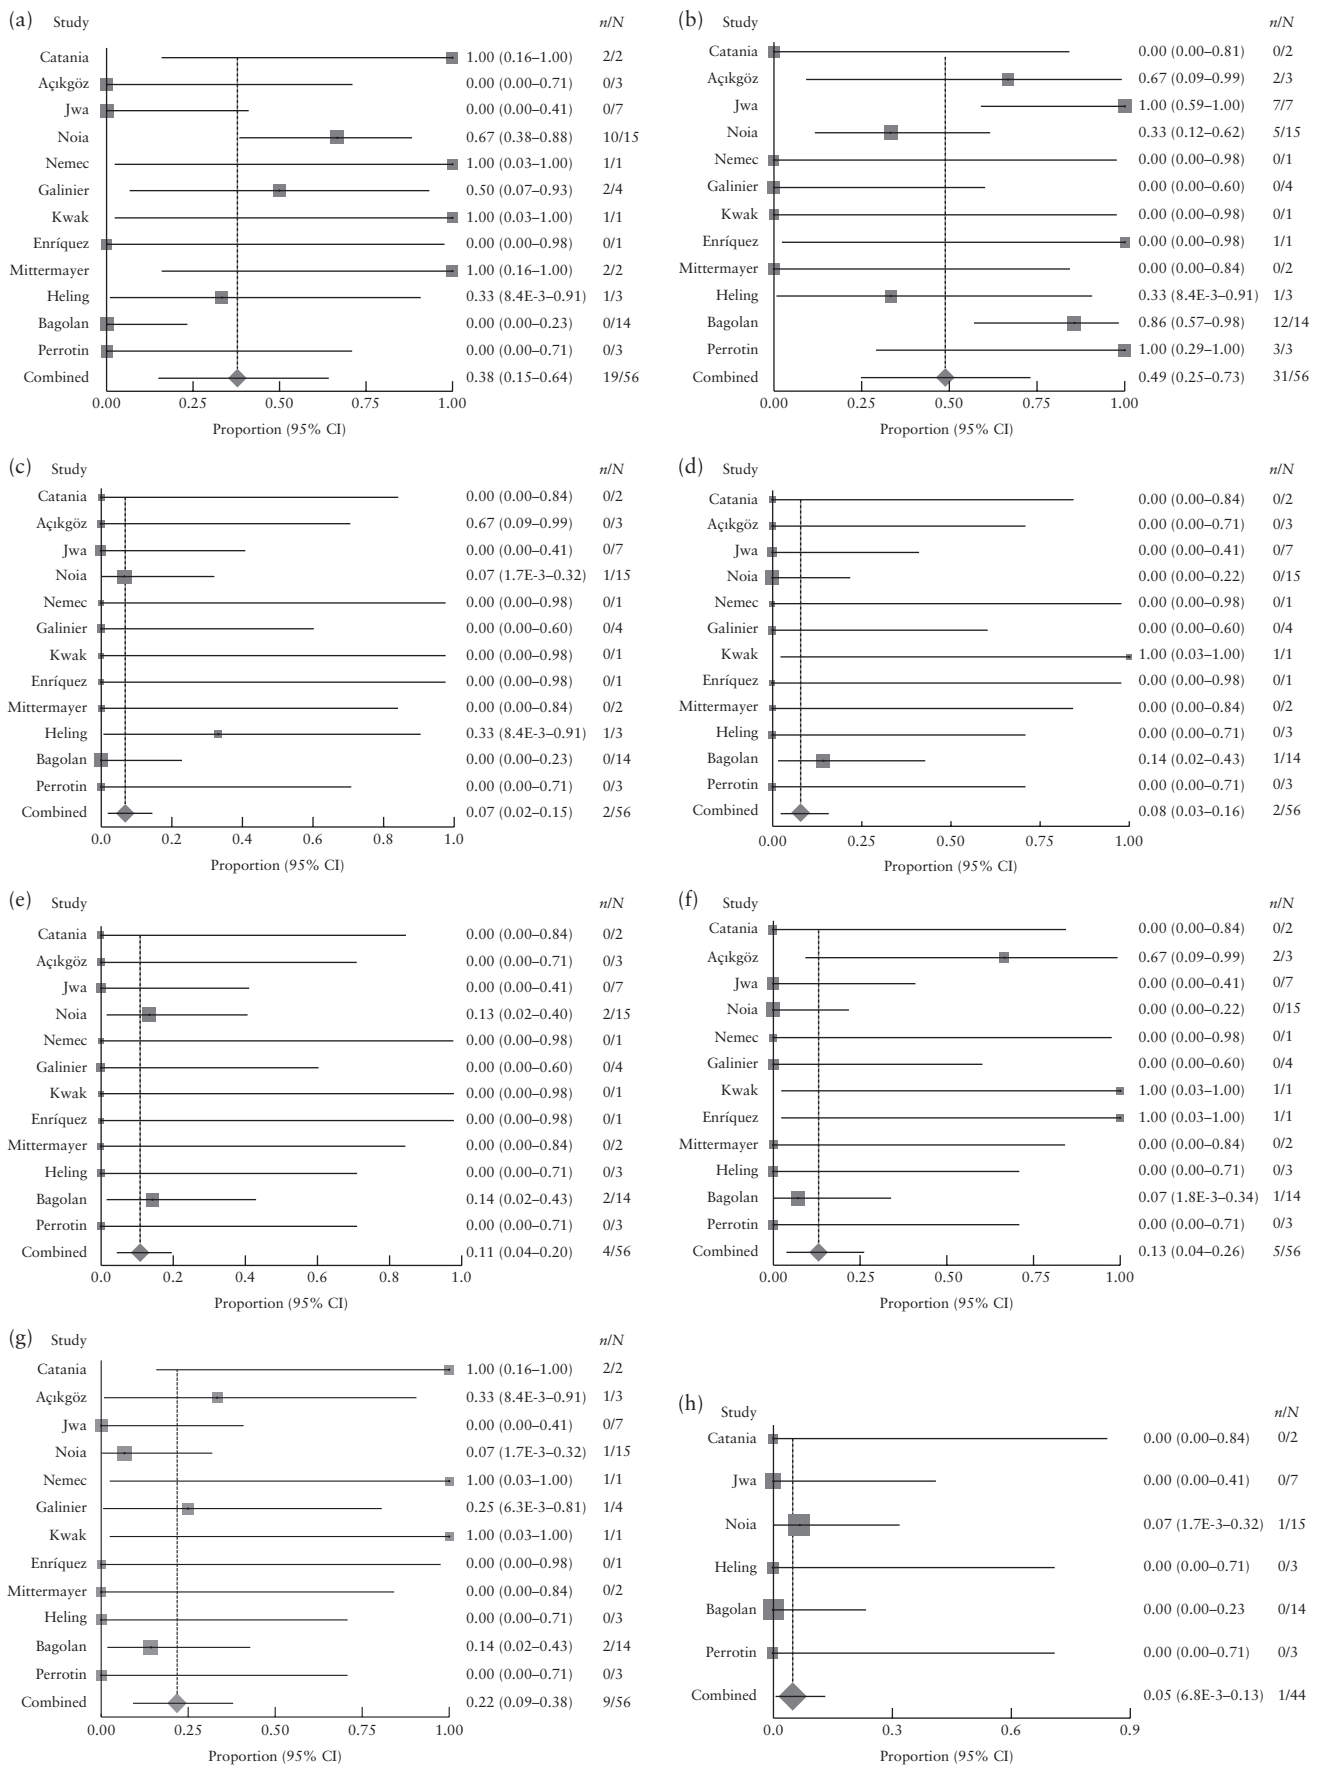 (a) Study n/N
Catania 1.00 (0.16–1.00) 2/2
Açıkgöz 0.00 (0.00–0.71) 0/3
Jwa 0.00 (0.00–0.41) 0/7
Noia 0.67 (0.38–0.88) 10/15
Nemec 1.00 (0.03–1.00) 1/1
Galinier 0.50 (0.07–0.93) 2/4
Kwak 1.00 (0.03–1.00) 1/1
Enríquez 0.00 (0.00–0.98) 0/1
Mittermayer 1.00 (0.16–1.00) 2/2
Heling 0.33 (8.4E-3–0.91) 1/3
Bagolan 0.00 (0.00–0.23) 0/14
Perrotin 0.00 (0.00–0.71) 0/3
Combined 0.38 (0.15–0.64) 19/56
0.00 0.25 0.50 0.75 1.00
Proportion (95% CI)
(b) Study n/N
Catania 0.00 (0.00–0.81) 0/2
Açıkgöz 0.67 (0.09–0.99) 2/3
Jwa 1.00 (0.59–1.00) 7/7
Noia 0.33 (0.12–0.62) 5/15
Nemec 0.00 (0.00–0.98) 0/1
Galinier 0.00 (0.00–0.60) 0/4
Kwak 0.00 (0.00–0.98) 0/1
Enríquez 0.00 (0.00–0.98) 1/1
Mittermayer 0.00 (0.00–0.84) 0/2
Heling 0.33 (8.4E-3–0.91) 1/3
Bagolan 0.86 (0.57–0.98) 12/14
Perrotin 1.00 (0.29–1.00) 3/3
Combined 0.49 (0.25–0.73) 31/56
0.00 0.25 0.50 0.75 1.00
Proportion (95% CI)
(c) Study n/N
Catania 0.00 (0.00–0.84) 0/2
Açıkgöz 0.67 (0.09–0.99) 0/3
Jwa 0.00 (0.00–0.41) 0/7
Noia 0.07 (1.7E-3–0.32) 1/15
Nemec 0.00 (0.00–0.98) 0/1
Galinier 0.00 (0.00–0.60) 0/4
Kwak 0.00 (0.00–0.98) 0/1
Enríquez 0.00 (0.00–0.98) 0/1
Mittermayer 0.00 (0.00–0.84) 0/2
Heling 0.33 (8.4E-3–0.91) 1/3
Bagolan 0.00 (0.00–0.23) 0/14
Perrotin 0.00 (0.00–0.71) 0/3
Combined 0.07 (0.02–0.15) 2/56
0.0 0.2 0.4 0.6 0.8 1.0
Proportion (95% CI)
(d) Study n/N
Catania 0.00 (0.00–0.84) 0/2
Açıkgöz 0.00 (0.00–0.71) 0/3
Jwa 0.00 (0.00–0.41) 0/7
Noia 0.00 (0.00–0.22) 0/15
Nemec 0.00 (0.00–0.98) 0/1
Galinier 0.00 (0.00–0.60) 0/4
Kwak 1.00 (0.03–1.00) 1/1
Enríquez 0.00 (0.00–0.98) 0/1
Mittermayer 0.00 (0.00–0.84) 0/2
Heling 0.00 (0.00–0.71) 0/3
Bagolan 0.14 (0.02–0.43) 1/14
Perrotin 0.00 (0.00–0.71) 0/3
Combined 0.08 (0.03–0.16) 2/56
0.00 0.25 0.50 0.75 1.00
Proportion (95% CI)
(e) Study n/N
Catania 0.00 (0.00–0.84) 0/2
Açıkgöz 0.00 (0.00–0.71) 0/3
Jwa 0.00 (0.00–0.41) 0/7
Noia 0.13 (0.02–0.40) 2/15
Nemec 0.00 (0.00–0.98) 0/1
Galinier 0.00 (0.00–0.60) 0/4
Kwak 0.00 (0.00–0.98) 0/1
Enríquez 0.00 (0.00–0.98) 0/1
Mittermayer 0.00 (0.00–0.84) 0/2
Heling 0.00 (0.00–0.71) 0/3
Bagolan 0.14 (0.02–0.43) 2/14
Perrotin 0.00 (0.00–0.71) 0/3
Combined 0.11 (0.04–0.20) 4/56
0.0 0.2 0.4 0.6 0.8 1.0
Proportion (95% CI)
(f) Study n/N
Catania 0.00 (0.00–0.84) 0/2
Açıkgöz 0.67 (0.09–0.99) 2/3
Jwa 0.00 (0.00–0.41) 0/7
Noia 0.00 (0.00–0.22) 0/15
Nemec 0.00 (0.00–0.98) 0/1
Galinier 0.00 (0.00–0.60) 0/4
Kwak 1.00 (0.03–1.00) 1/1
Enríquez 1.00 (0.03–1.00) 1/1
Mittermayer 0.00 (0.00–0.84) 0/2
Heling 0.00 (0.00–0.71) 0/3
Bagolan 0.07 (1.8E-3–0.34) 1/14
Perrotin 0.00 (0.00–0.71) 0/3
Combined 0.13 (0.04–0.26) 5/56
0.00 0.25 0.50 0.75 1.00
Proportion (95% CI)
(g) Study n/N
Catania 1.00 (0.16–1.00) 2/2
Açıkgöz 0.33 (8.4E-3–0.91) 1/3
Jwa 0.00 (0.00–0.41) 0/7
Noia 0.07 (1.7E-3–0.32) 1/15
Nemec 1.00 (0.03–1.00) 1/1
Galinier 0.25 (6.3E-3–0.81) 1/4
Kwak 1.00 (0.03–1.00) 1/1
Enríquez 0.00 (0.00–0.98) 0/1
Mittermayer 0.00 (0.00–0.84) 0/2
Heling 0.00 (0.00–0.71) 0/3
Bagolan 0.14 (0.02–0.43) 2/14
Perrotin 0.00 (0.00–0.71) 0/3
Combined 0.22 (0.09–0.38) 9/56
0.00 0.25 0.50 0.75 1.00
Proportion (95% CI)
(h) Study n/N
Catania 0.00 (0.00–0.84) 0/2
Jwa 0.00 (0.00–0.41) 0/7
Noia 0.07 (1.7E-3–0.32) 1/15
Heling 0.00 (0.00–0.71) 0/3
Bagolan 0.00 (0.00–0.23 0/14
Perrotin 0.00 (0.00–0.71) 0/3
Combined 0.05 (6.8E-3–0.13) 1/44
0.0 0.3 0.6 0.9
Proportion (95% CI)